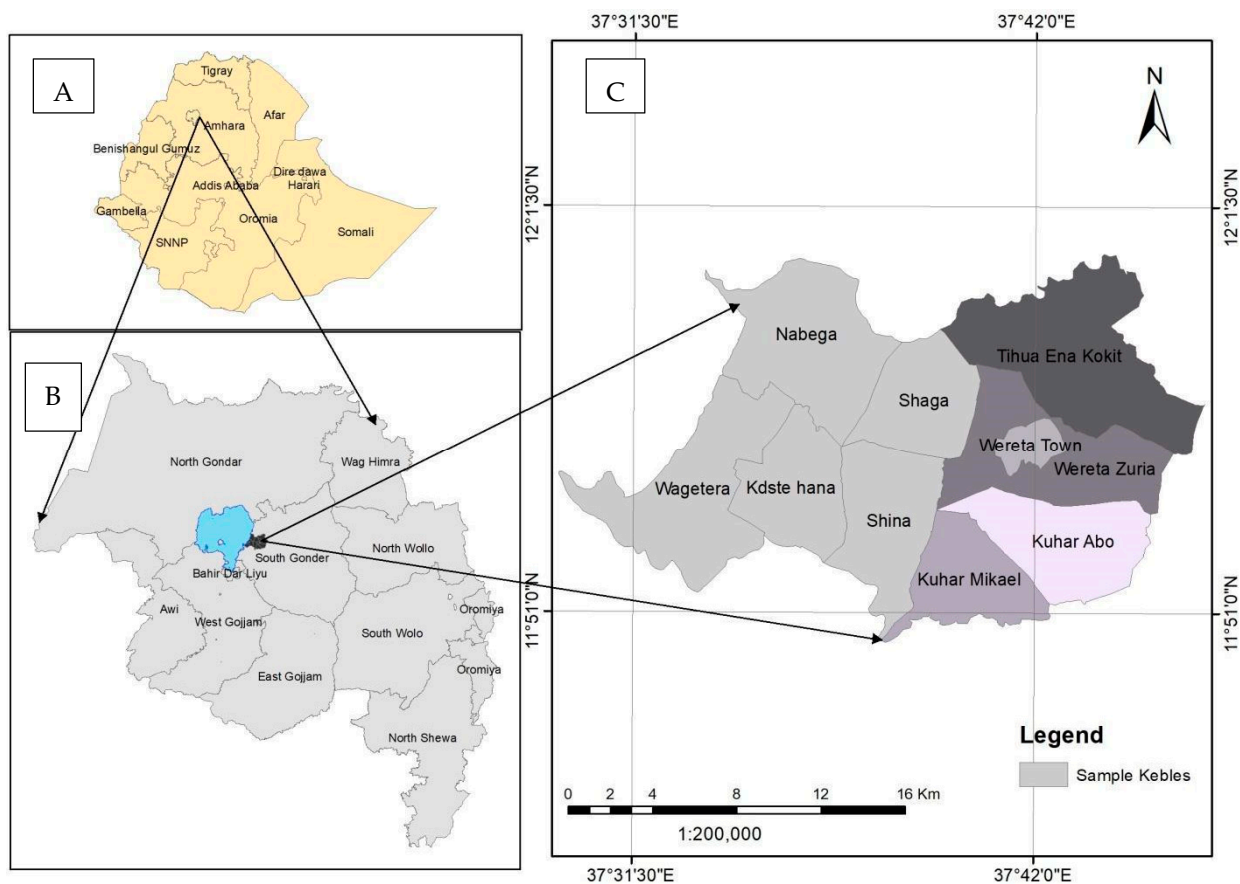 A
Tigray
Afar
Amhara
Benishangul Gumuz
Dire dawa
Harari
Addis Ababa
Gambella
Oromia
Somali
SNNP
B
North Gondar
Wag Himra
North Wollo
South Gonder
Bahir Dar Liyu
Awi
West Gojjam
South Wolo
Oromiya
Oromiya
East Gojjam
North Shewa
37°31'30"E
37°42'0"E
C
N
12°1'30"N
12°1'30"N
Nabega
Tihua Ena Kokit
Shaga
Wereta Town
Wereta Zuria
Wagetera
Kdste hana
Shina
Kuhar Abo
Kuhar Mikael
11°51'0"N
11°51'0"N
Legend
Sample Kebles
0 2 4 8 12 16 Km
1:200,000
37°31'30"E
37°42'0"E